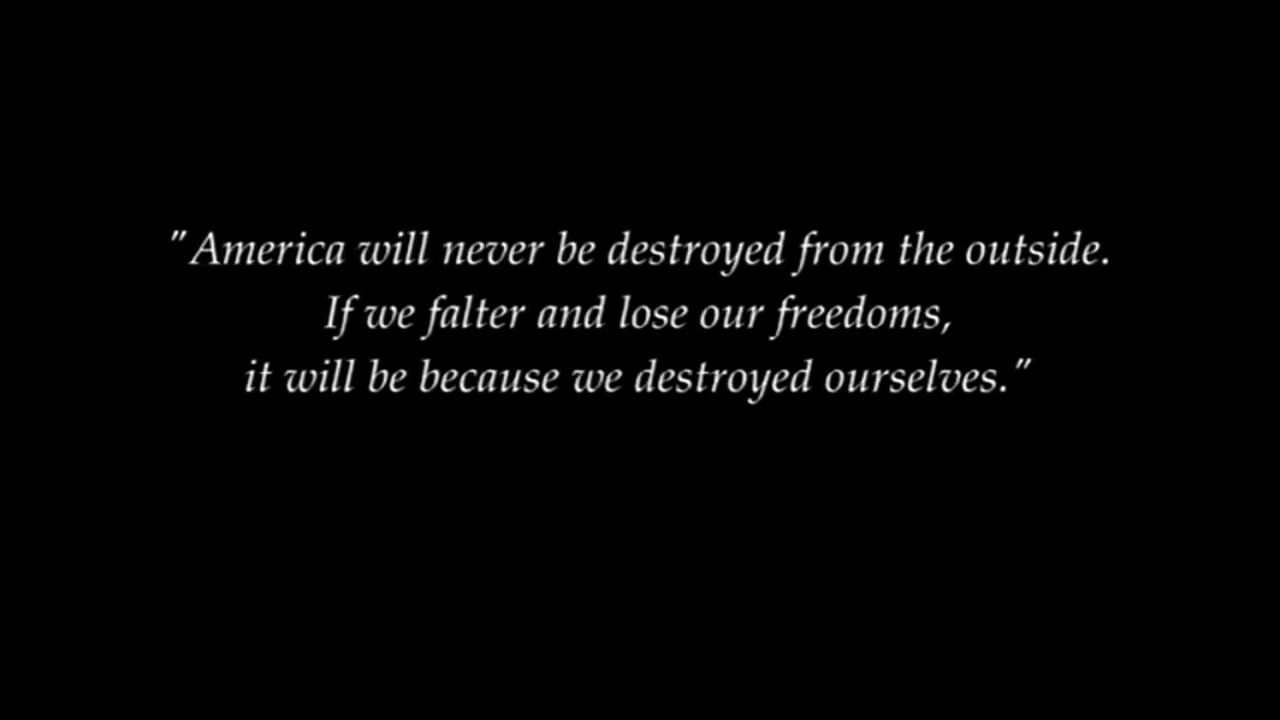 "America will never be destroyed from the outside.
If we falter and lose our freedoms,
it will be because we destroyed ourselves."